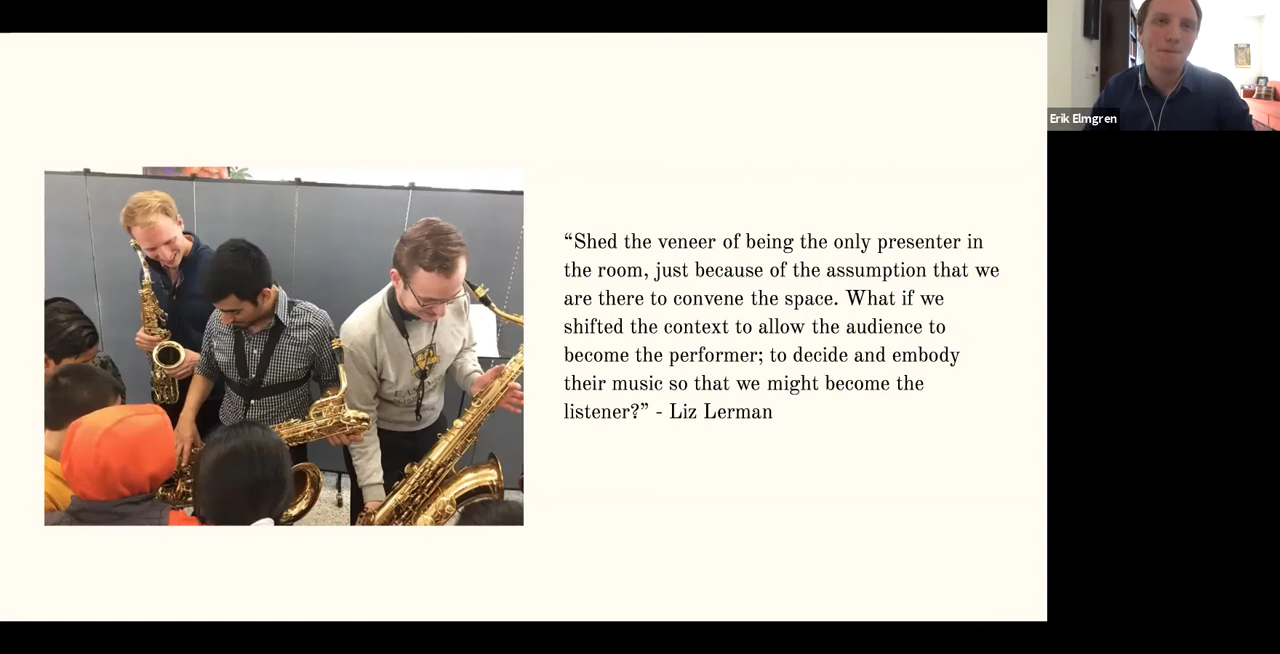 “Shed the veneer of being the only presenter in
the room, just because of the assumption that we
are there to convene the space. What if we
shifted the context to allow the audience to
become the performer; to decide and embody
their music so that we might become the
listener?” - Liz Lerman
Erik Elmgren